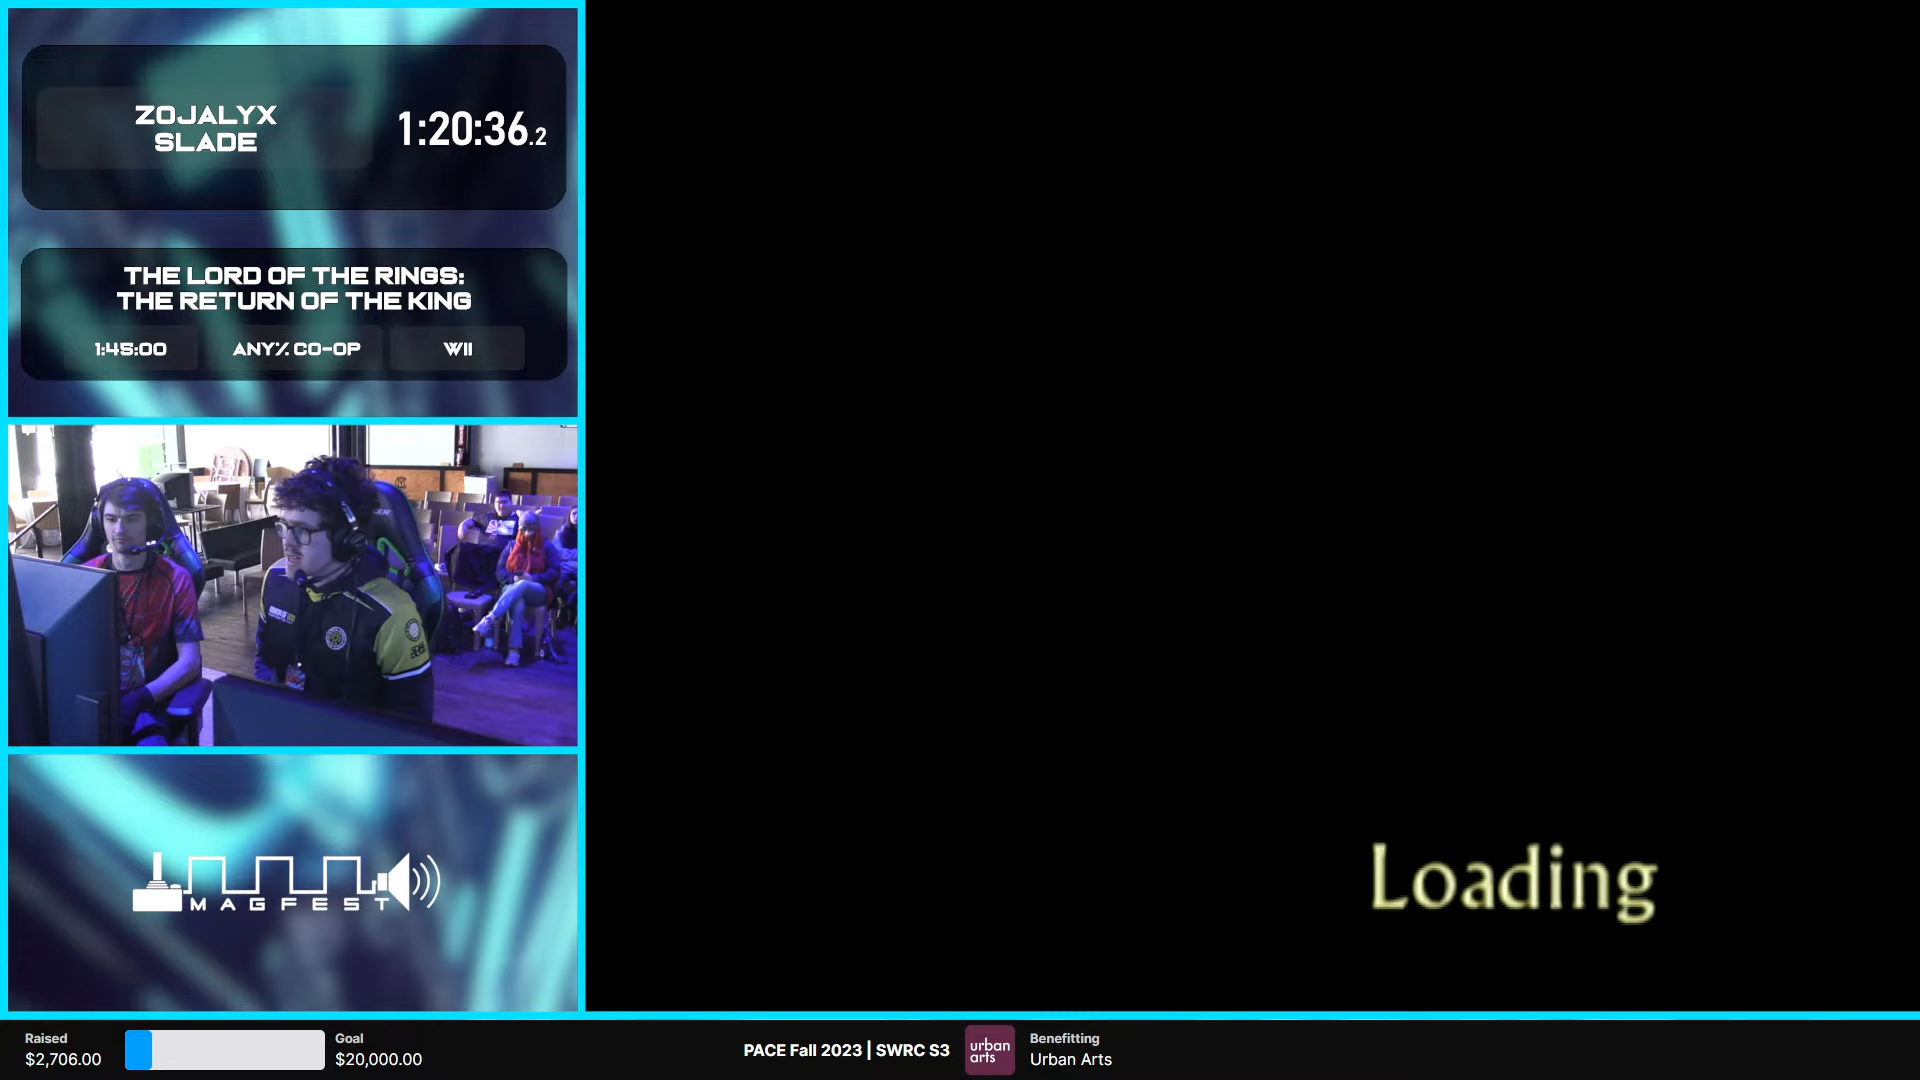 ZOJALYX
SLADE
1:20:36.2
THE LORD OF THE RINGS:
THE RETURN OF THE KING
1:45:00
ANY% CO-OP
WII
MAGFEST
Loading
Raised
$2,706.00
Goal
$20,000.00
PACE Fall 2023 | SWRC S3
urban
arts
Benefitting
Urban Arts